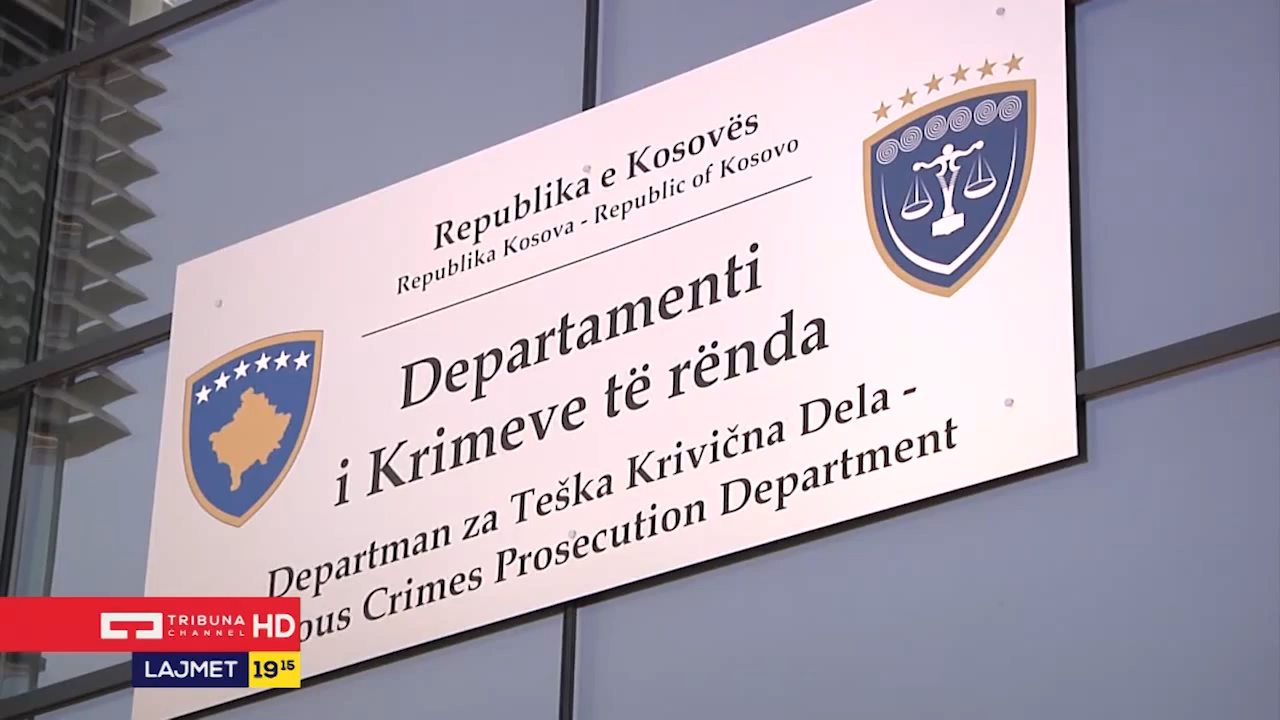 Republika e Kosovës
Republika Kosova - Republic of Kosovo
Departamenti
i Krimeve të rënda
Departman za Teška Krivična Dela -
Crimes Prosecution Department
TRIBUNA
CHANNEL HD
LAJMET 19 15